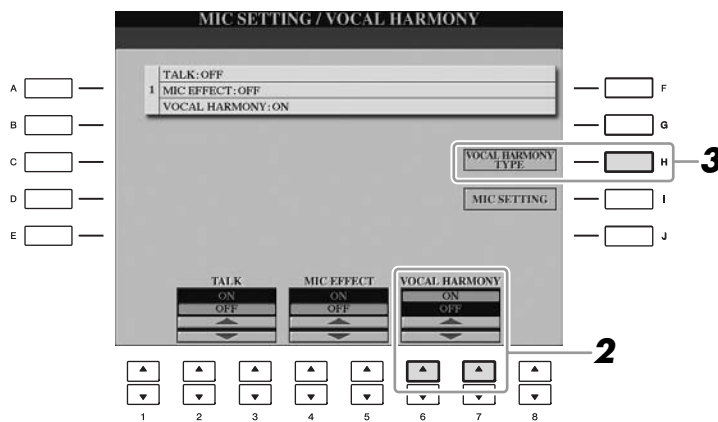 MIC SETTING / VOCAL HARMONY
TALK:OFF
1 MIC EFFECT:OFF
VOCAL HARMONY:ON
A
F
B
G
C
VOCAL HARMONY
TYPE
H
3
D
MIC SETTING
I
E
J
TALK
MIC EFFECT
VOCAL HARMONY
ON
ON
ON
OFF
OFF
OFF
2
1 2 3 4 5 6 7 8